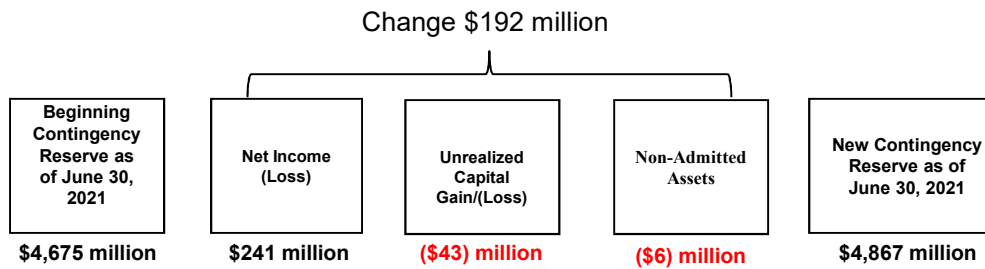 Change $192 million
Beginning
Contingency
Reserve as
of June 30,
2021
Net Income
(Loss)
Unrealized
Capital
Gain/(Loss)
Non-Admitted
Assets
New Contingency
Reserve as of
June 30, 2021
$4,675 million
$241 million
($43) million
($6) million
$4,867 million